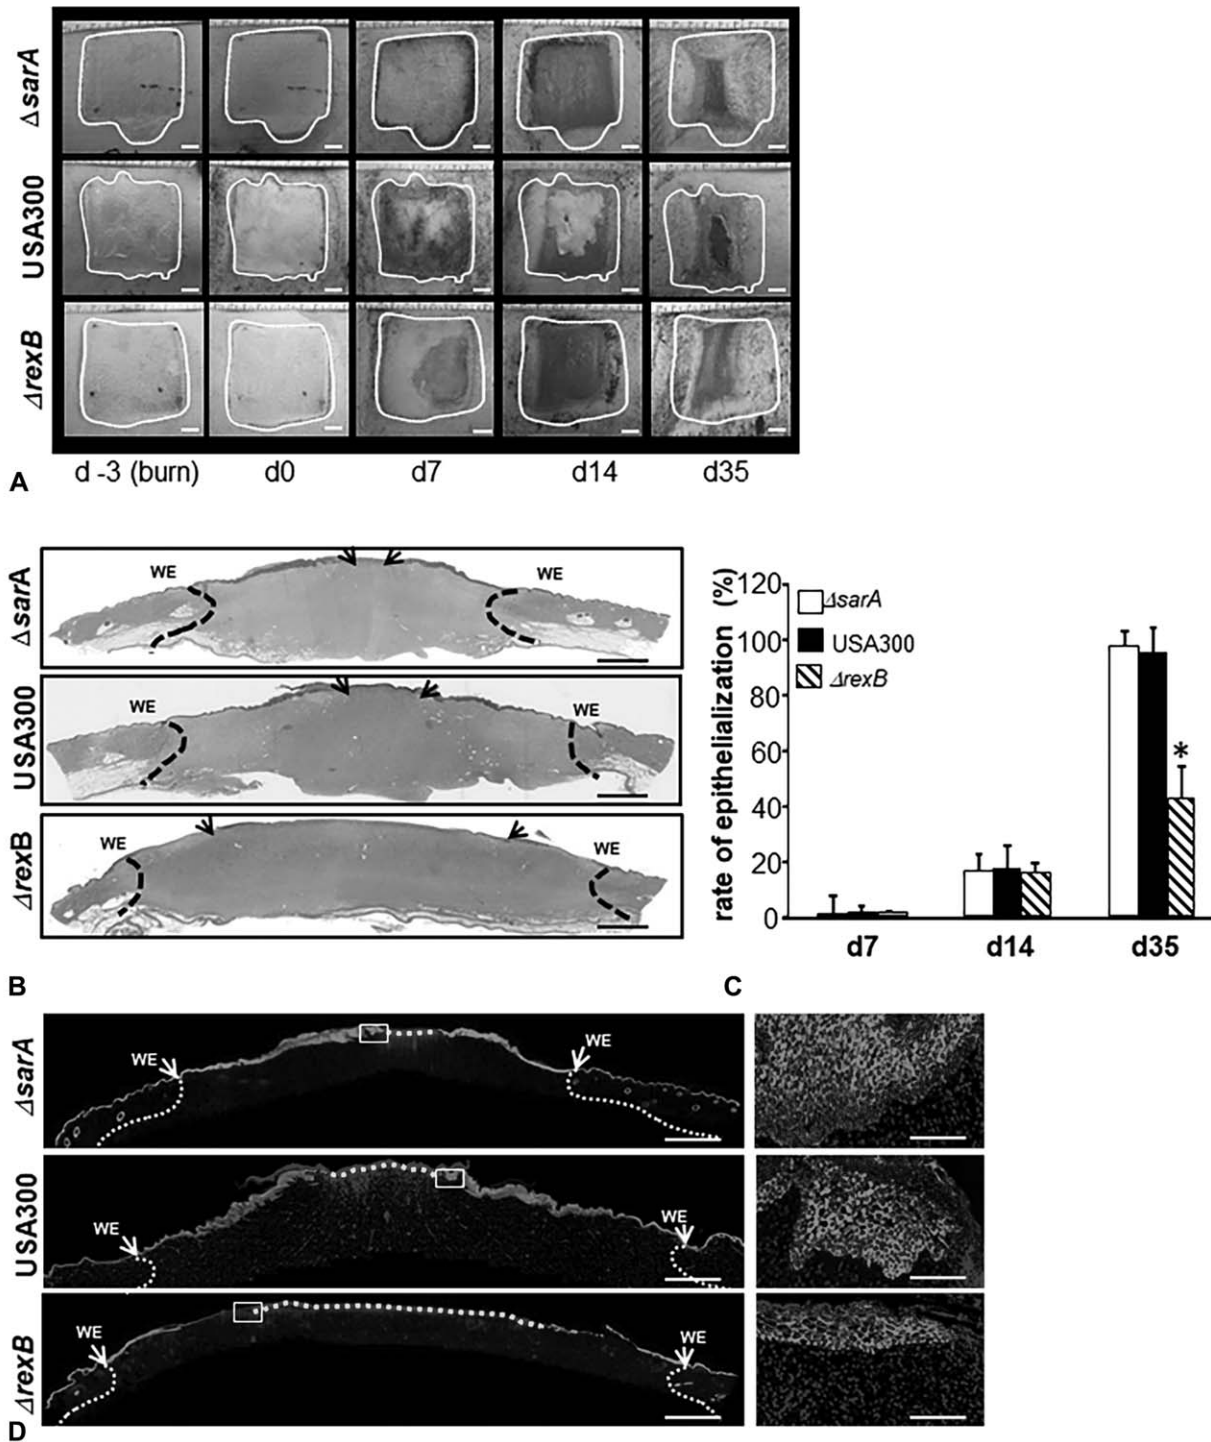 ΔsarA
USA300
ΔrexB
d -3 (burn) d0 d7 d14 d35
A
ΔsarA
WE WE
USA300
WE WE
ΔrexB
WE WE
B
rate of epithelialization (%)
120
100
80
60
40
20
0
ΔsarA
USA300
ΔrexB
*
d7 d14 d35
C
ΔsarA
WE WE
USA300
WE WE
ΔrexB
WE WE
D